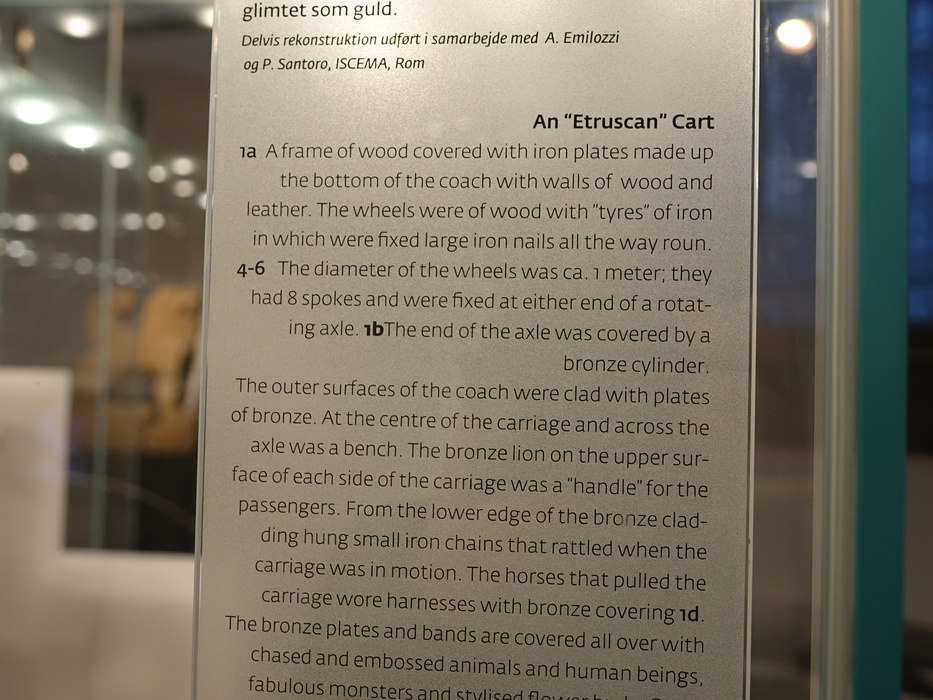 glimtet som guld.
Delvis rekonstruktion udført i samarbejde med A. Emilozzi
og P. Santoro, ISCEMA, Rom
An “Etruscan” Cart
1a A frame of wood covered with iron plates made up
the bottom of the coach with walls of wood and
leather. The wheels were of wood with “tyres” of iron
in which were fixed large iron nails all the way roun.
4-6 The diameter of the wheels was ca. 1 meter; they
had 8 spokes and were fixed at either end of a rotat-
ing axle. 1bThe end of the axle was covered by a
bronze cylinder.
The outer surfaces of the coach were clad with plates
of bronze. At the centre of the carriage and across the
axle was a bench. The bronze lion on the upper sur-
face of each side of the carriage was a “handle” for the
passengers. From the lower edge of the bronze clad-
ding hung small iron chains that rattled when the
carriage was in motion. The horses that pulled the
carriage wore harnesses with bronze covering 1d.
The bronze plates and bands are covered all over with
chased and embossed animals and human beings,
fabulous monsters and stylised